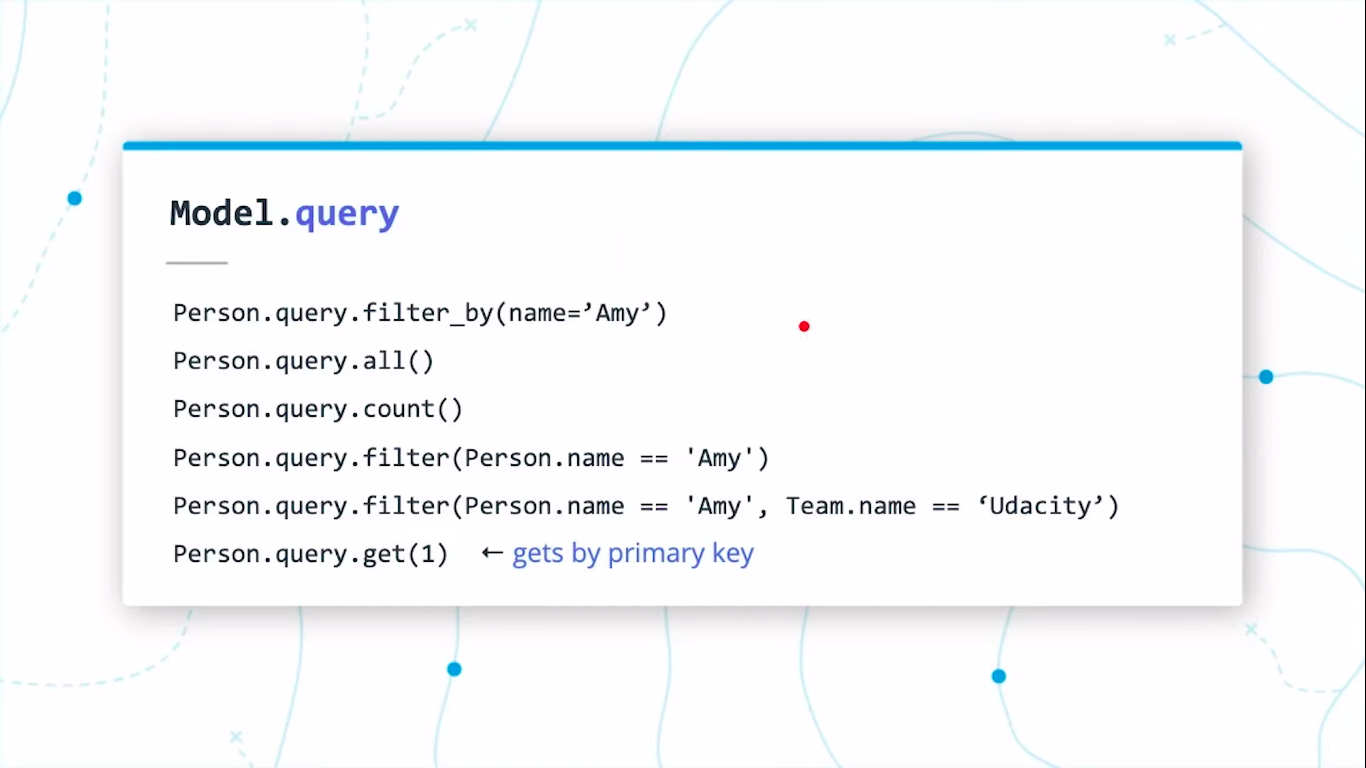 Model.query
Person.query.filter_by(name=’Amy’)
Person.query.all()
Person.query.count()
Person.query.filter(Person.name == 'Amy')
Person.query.filter(Person.name == 'Amy', Team.name == ‘Udacity’)
Person.query.get(1) ← gets by primary key